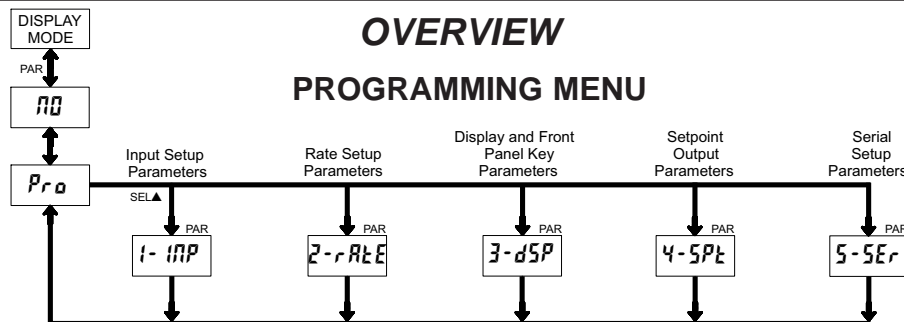 DISPLAY
MODE
OVERVIEW
PAR
PROGRAMMING MENU
NO
Pro
Input Setup
Parameters
Rate Setup
Parameters
Display and Front
Panel Key
Parameters
Setpoint
Output
Parameters
Serial
Setup
Parameters
SEL▲
PAR
PAR
PAR
PAR
PAR
1-INP
2-rAtE
3-dSP
4-SPt
5-SEr